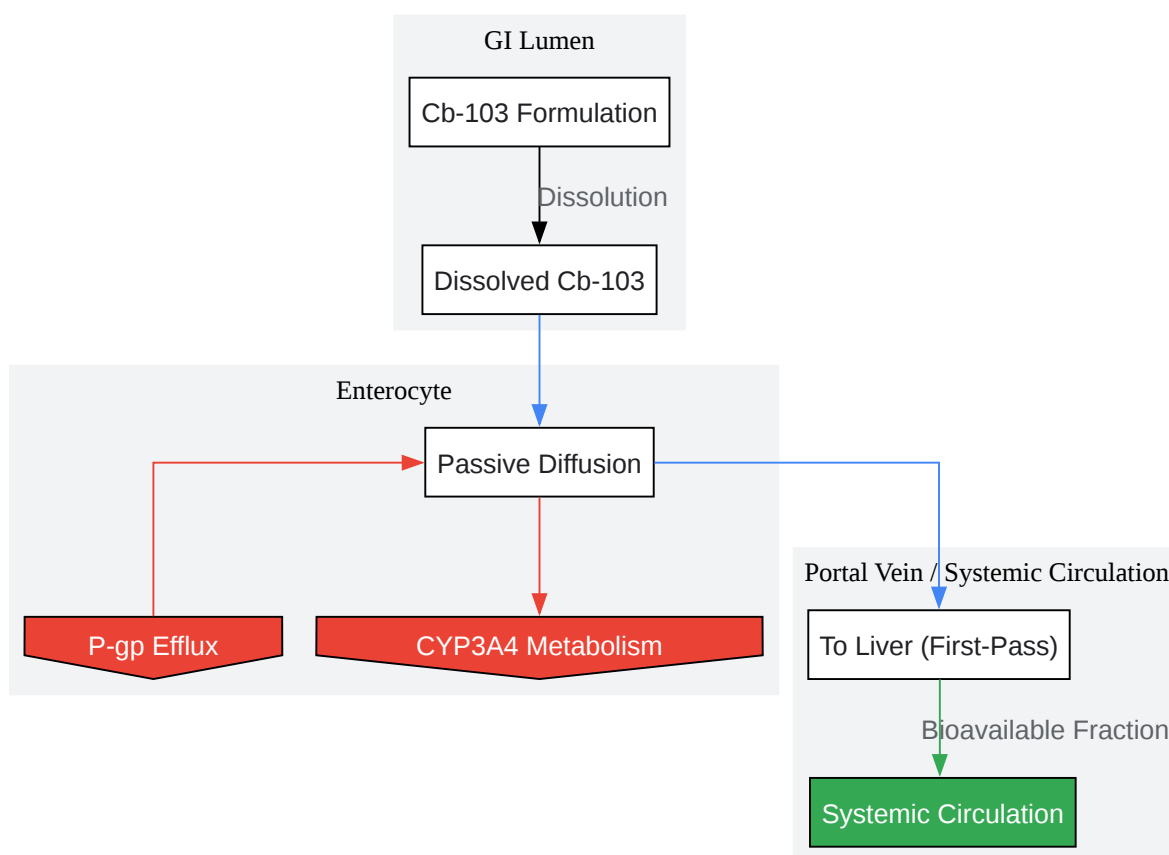 GI Lumen
Cb-103 Formulation
Dissolution
Dissolved Cb-103
Enterocyte
Passive Diffusion
Portal Vein / Systemic Circulation
P-gp Efflux
CYP3A4 Metabolism
To Liver (First-Pass)
Bioavailable Fraction
Systemic Circulation